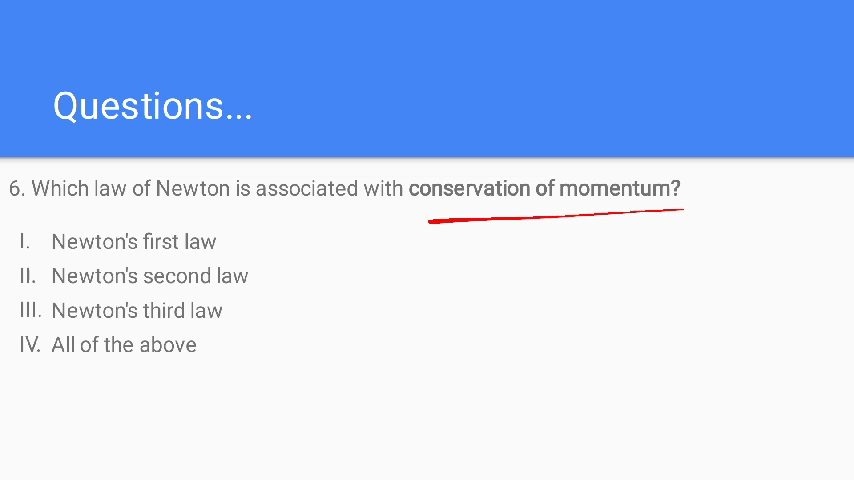 Questions...
6. Which law of Newton is associated with conservation of momentum?
I. Newton's first law
II. Newton's second law
III. Newton's third law
IV. All of the above